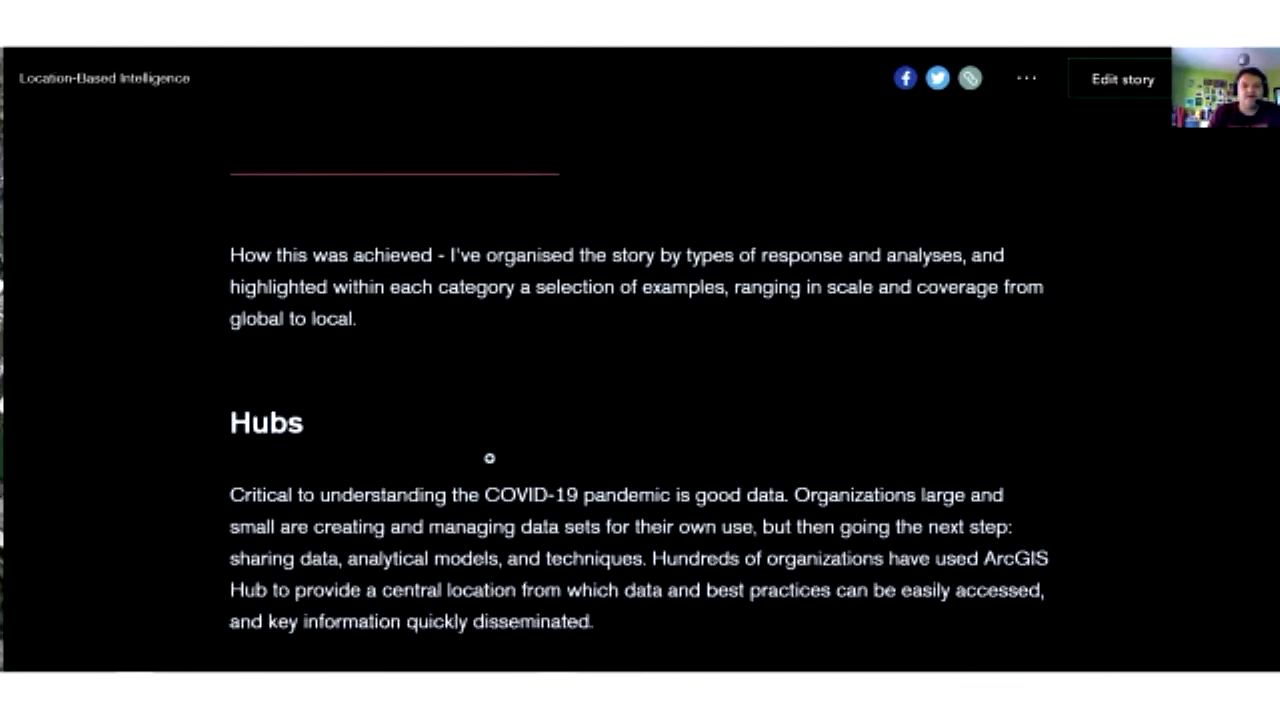 Location-Based Intelligence
Edit story
How this was achieved - I've organised the story by types of response and analyses, and
highlighted within each category a selection of examples, ranging in scale and coverage from
global to local.
Hubs
Critical to understanding the COVID-19 pandemic is good data. Organizations large and
small are creating and managing data sets for their own use, but then going the next step:
sharing data, analytical models, and techniques. Hundreds of organizations have used ArcGIS
Hub to provide a central location from which data and best practices can be easily accessed,
and key information quickly disseminated.